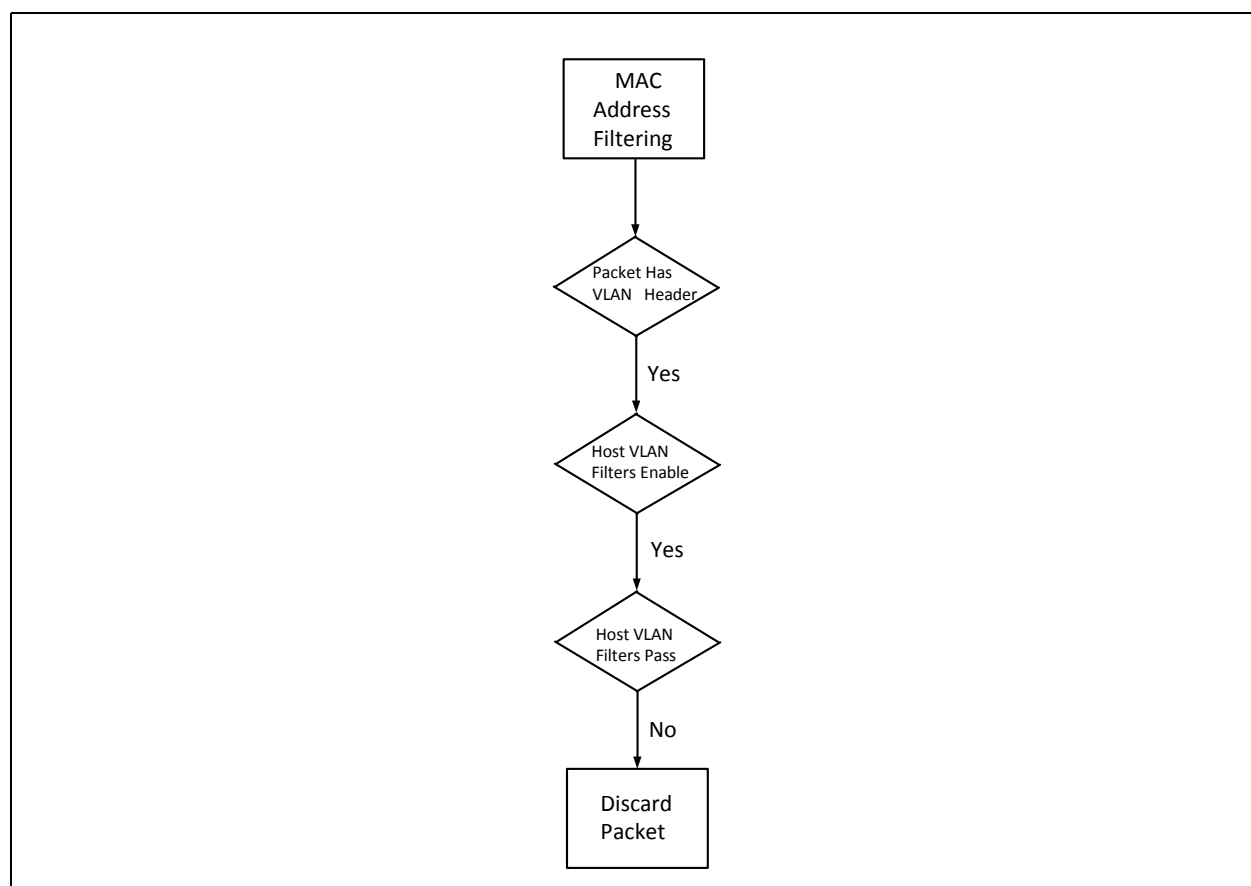 MAC
Address
Filtering
Packet Has
VLAN Header
Yes
Host VLAN
Filters Enable
Yes
Host VLAN
Filters Pass
No
Discard
Packet